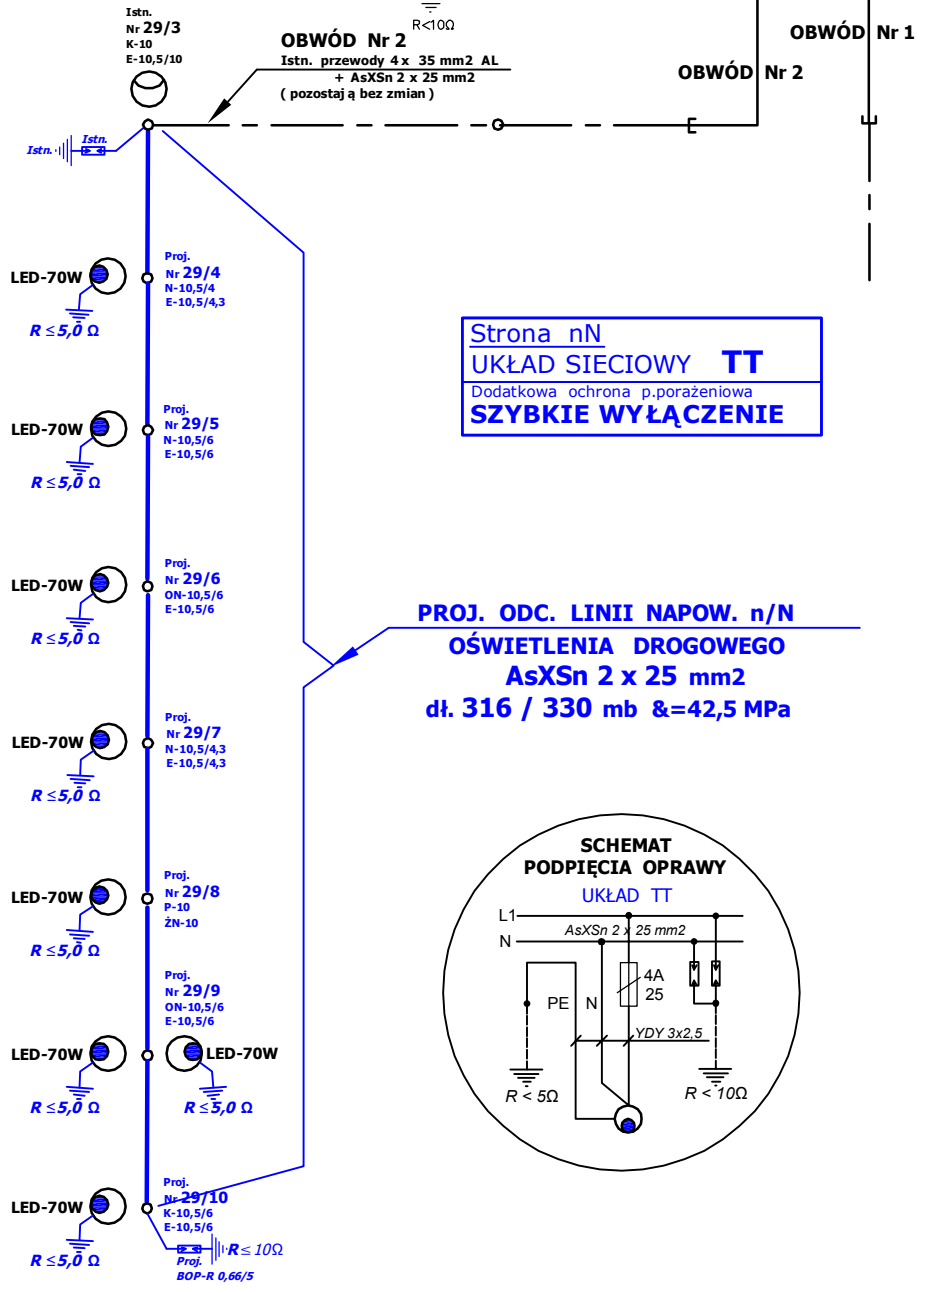 Istn.
Nr 29/3
K-10
E-10,5/10
R<10Ω
OBWÓD Nr 2
Istn. przewody 4 x 35 mm2 AL
+ AsXSn 2 x 25 mm2
( pozostają bez zmian )
OBWÓD Nr 1
OBWÓD Nr 2
Istn.
Istn.
LED-70W
R ≤ 5,0 Ω
Proj.
Nr 29/4
N-10,5/4
E-10,5/4,3
Strona nN
UKŁAD SIECIOWY TT
Dodatkowa ochrona p.porażeniowa
SZYBKIE WYŁĄCZENIE
LED-70W
R ≤ 5,0 Ω
Proj.
Nr 29/5
N-10,5/6
E-10,5/6
LED-70W
R ≤ 5,0 Ω
Proj.
Nr 29/6
ON-10,5/6
E-10,5/6
PROJ. ODC. LINII NAPOW. n/N
OŚWIETLENIA DROGOWEGO
AsXSn 2 x 25 mm2
dł. 316 / 330 mb &=42,5 MPa
LED-70W
R ≤ 5,0 Ω
Proj.
Nr 29/7
N-10,5/4,3
E-10,5/4,3
LED-70W
R ≤ 5,0 Ω
Proj.
Nr 29/8
P-10
ŻN-10
SCHEMAT
PODPIĘCIA OPRAWY
UKŁAD TT
L1
AsXSn 2 x 25 mm2
N
4A
25
PE
N
YDY 3x2,5
R < 5Ω
R < 10Ω
Proj.
Nr 29/9
ON-10,5/6
E-10,5/6
LED-70W
LED-70W
R ≤ 5,0 Ω
R ≤ 5,0 Ω
Proj.
Nr 29/10
K-10,5/6
E-10,5/6
LED-70W
R ≤ 5,0 Ω
R ≤ 10Ω
Proj.
BOP-R 0,66/5